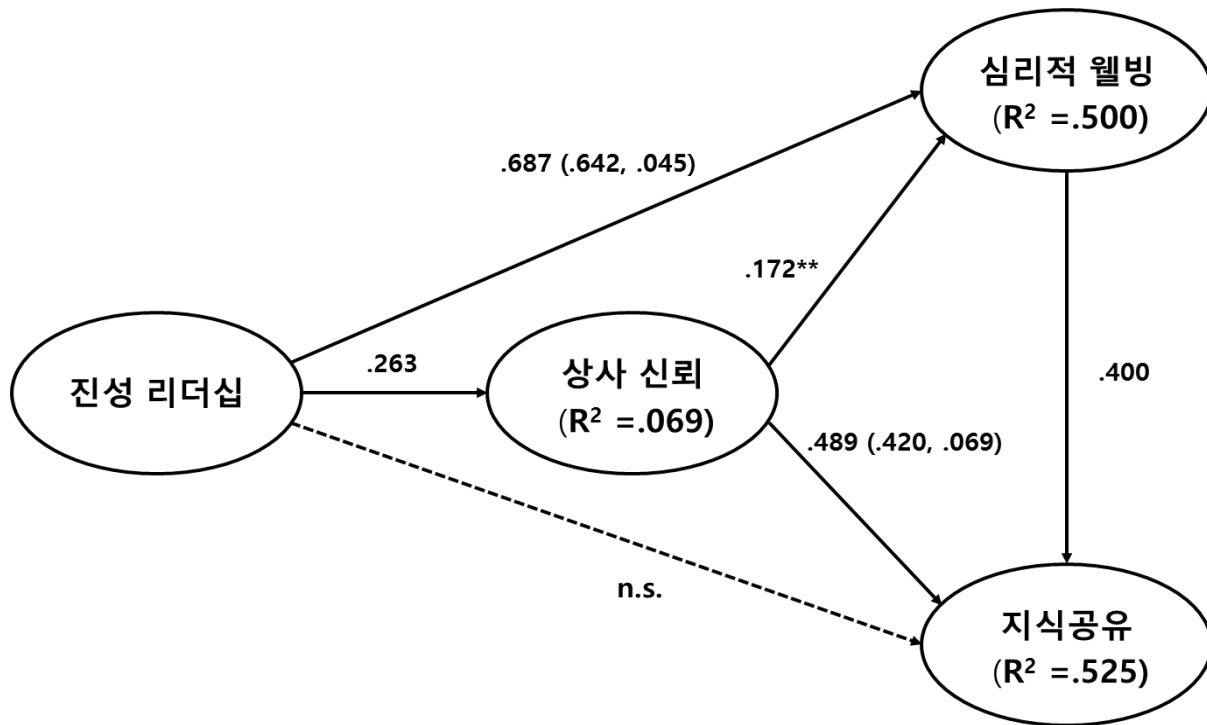 심리적 웰빙
(R² =.500)
.687 (.642, .045)
.172**
.263
진성 리더십
상사 신뢰
(R² =.069)
.400
.489 (.420, .069)
n.s.
지식공유
(R² =.525)